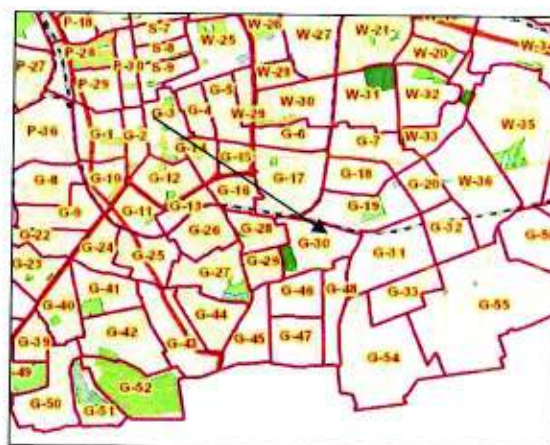 P-18 S-7 W-25 W-26 W-27 W-21
P-28 S-8 W-20
P-27 P-30 S-9
P-29 W-28 W-30 W-31 W-32
G-3 G-4 G-5
P-36 G-1 G-2 W-29 G-6 G-7 W-33 W-35
G-14 G-15
G-8 G-10 G-12 G-16 G-17 G-18 G-20 W-36
G-9 G-11 G-13 G-19
G-22 G-24 G-26 G-28 G-30 G-31 G-32
G-23 G-25 G-27 G-29
G-40 G-41 G-46 G-48 G-33 G-55
G-39 G-42 G-43 G-44 G-45 G-47
G-54
G-52
G-50 G-51